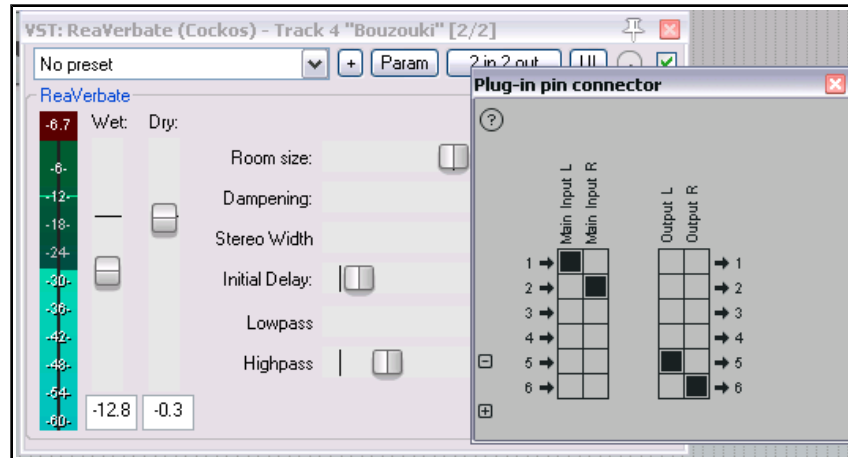 VST: ReaVerbate (Cockos) - Track 4 "Bouzouki" [2/2]
No preset
+
Param
2 in 2 out
UI
Plug-in pin connector
?
ReaVerbate
-6.7
Wet:
Dry:
-6-
-12-
-18-
-24-
-30-
-36-
-42-
-48-
-54-
-60-
-12.8
-0.3
Room size:
Dampening:
Stereo Width
Initial Delay:
Lowpass
Highpass
Main Input L
Main Input R
Output L
Output R
1
2
3
4
5
6
1
2
3
4
5
6